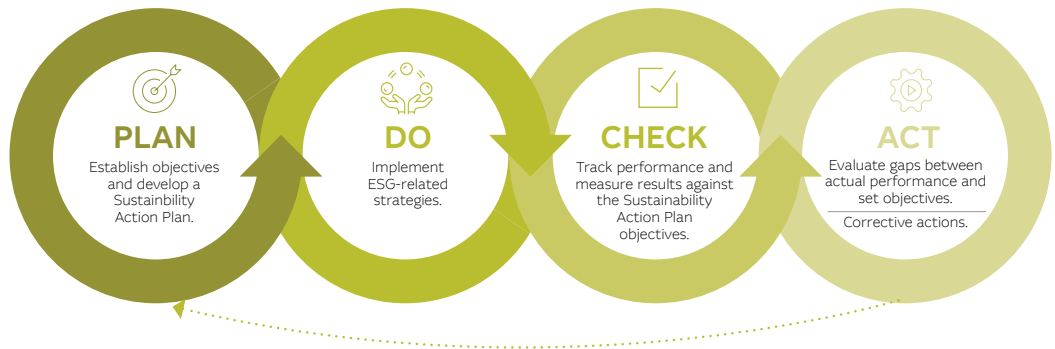 PLAN
Establish objectives
and develop a
Sustainbility
Action Plan.
DO
Implement
ESG-related
strategies.
CHECK
Track performance and
measure results against
the Sustainability
Action Plan
objectives.
ACT
Evaluate gaps between
actual performance and
set objectives.
Corrective actions.